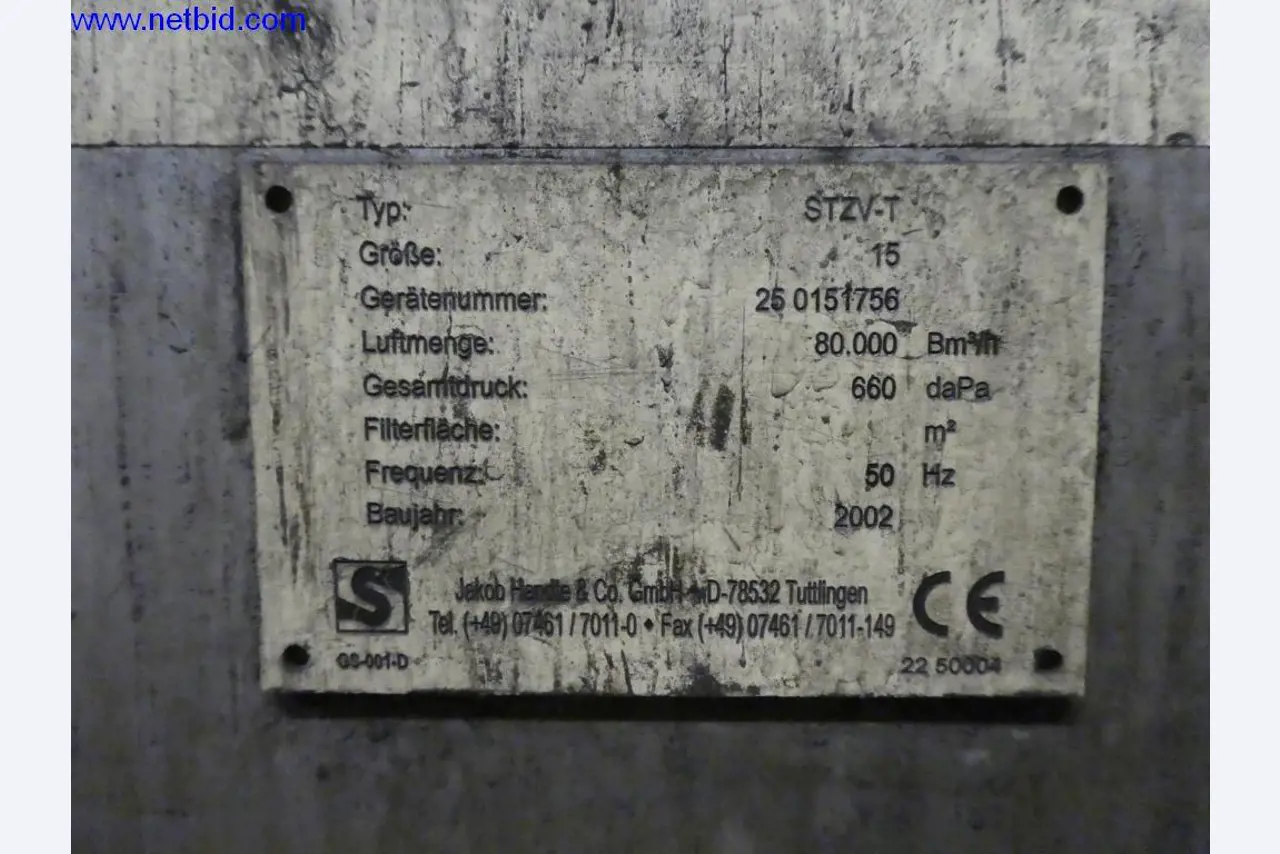 www.netbid.com
Typ: STZV-T
Größe: 15
Gerätenummer: 25 0151756
Luftmenge: 80.000 Bm³/h
Gesamtdruck: 660 daPa
Filterfläche: m²
Frequenz: 50 Hz
Baujahr: 2002
S
Jakob Handte & Co. GmbH • D-78532 Tuttlingen
Tel. (+49) 07461 / 7011-0 • Fax (+49) 07461 / 7011-149
CE
GS-001-D
22 50004